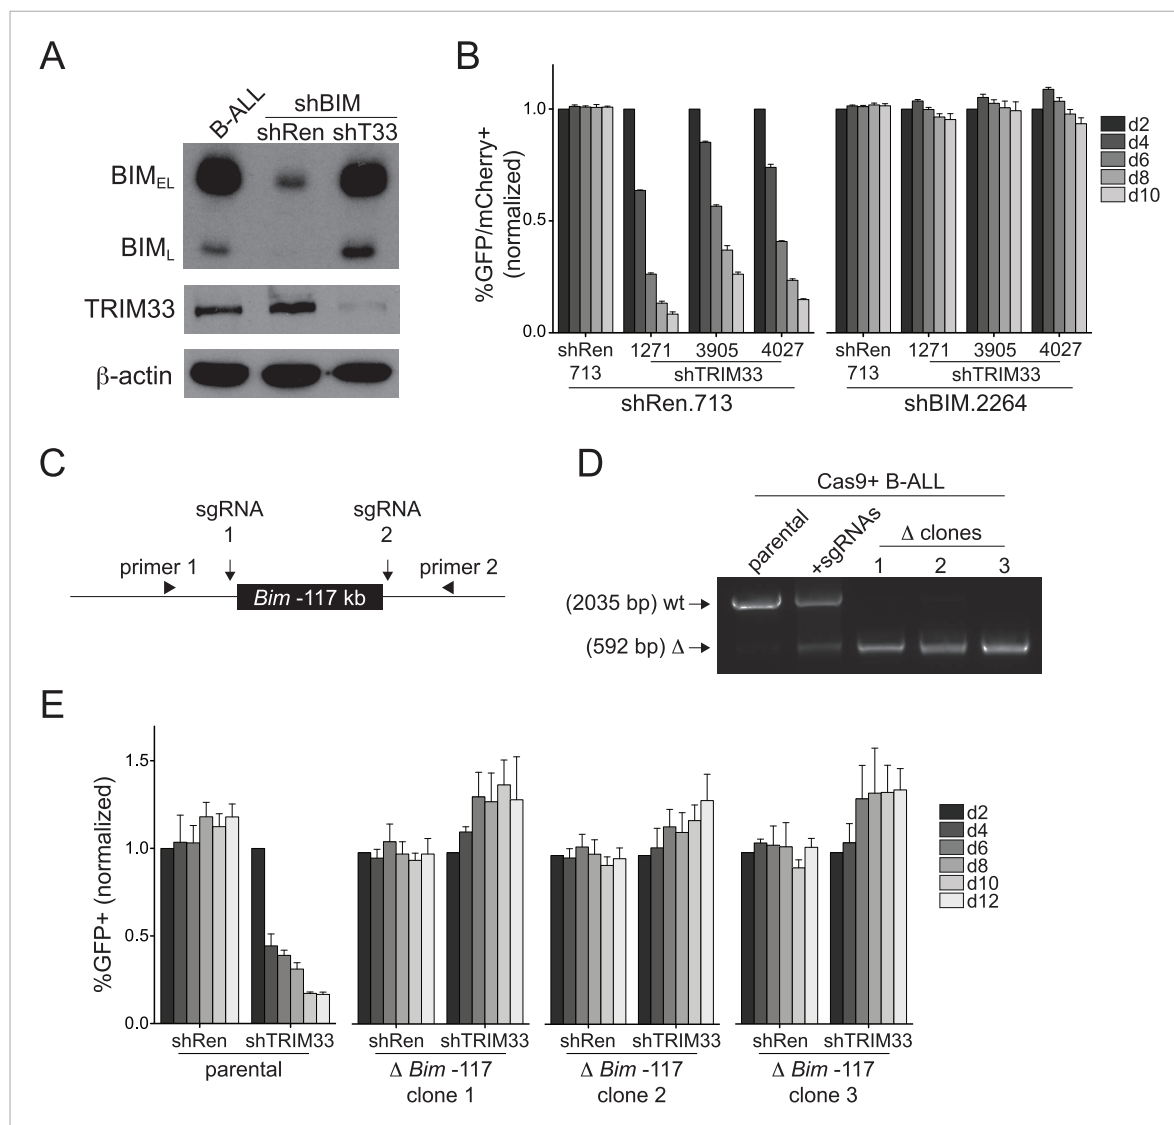 A
B-ALL
shBIM
shRen shT33
BIMEL
BIML
TRIM33
β-actin
B
%GFP/mCherry+
(normalized)
1.0
0.5
0.0
shRen
713
1271
3905
4027
shTRIM33
shRen.713
shRen
713
1271
3905
4027
shTRIM33
shBIM.2264
d2
d4
d6
d8
d10
C
sgRNA
1
sgRNA
2
primer 1
primer 2
Bim -117 kb
D
Cas9+ B-ALL
parental
+sgRNAs
Δ clones
1 2 3
(2035 bp) wt
(592 bp) Δ
E
%GFP+ (normalized)
1.5
1.0
0.5
0.0
shRen shTRIM33
parental
shRen shTRIM33
Δ Bim -117
clone 1
shRen shTRIM33
Δ Bim -117
clone 2
shRen shTRIM33
Δ Bim -117
clone 3
d2
d4
d6
d8
d10
d12